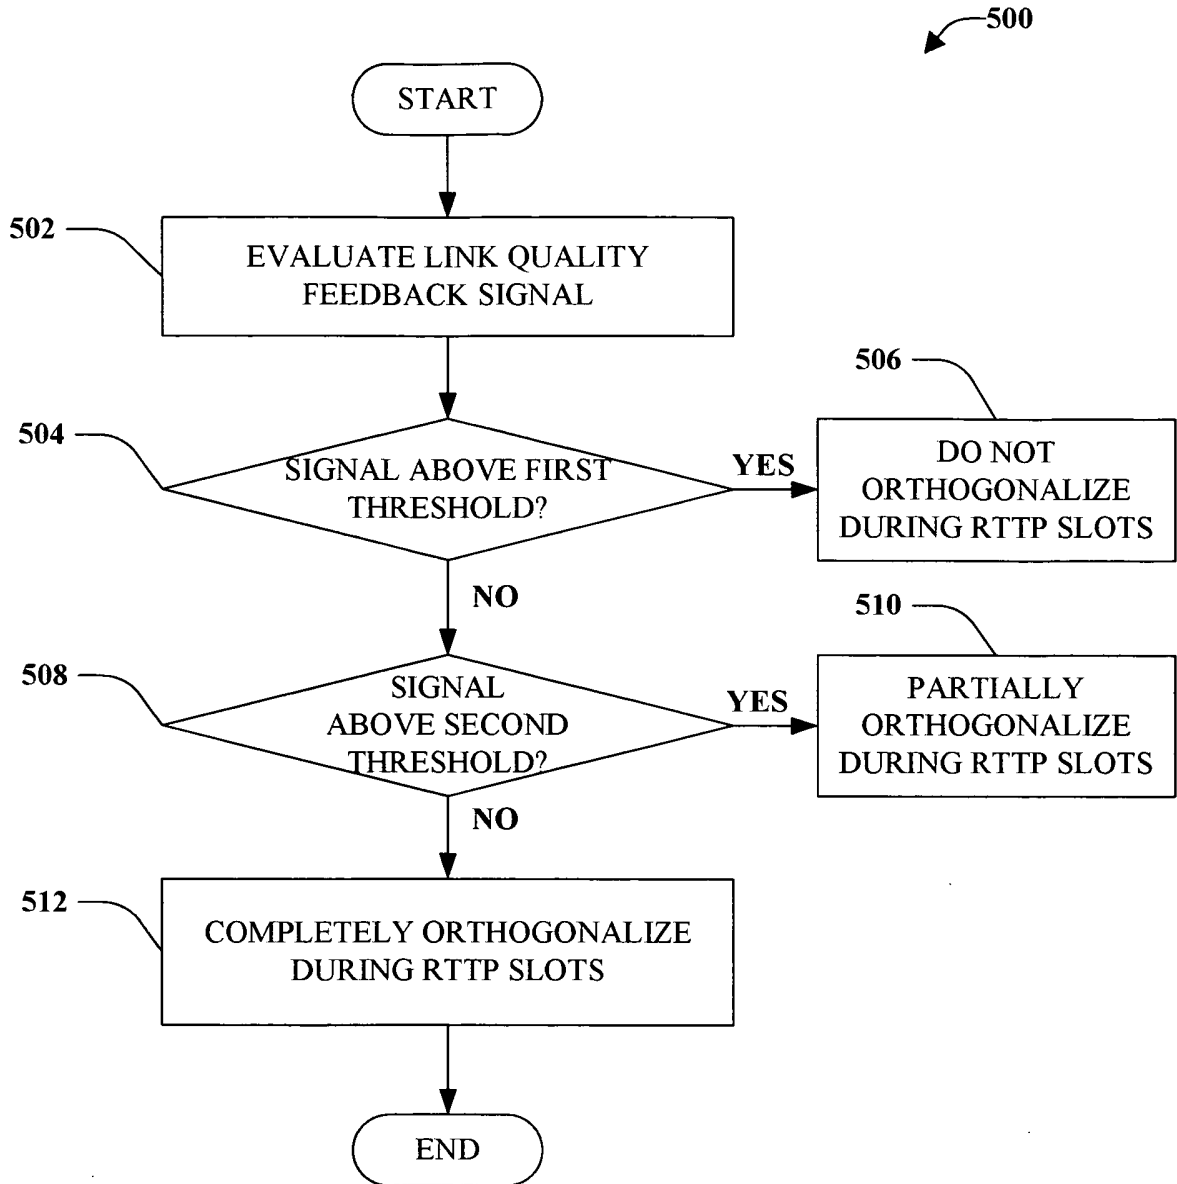 500
START
502
EVALUATE LINK QUALITY
FEEDBACK SIGNAL
504
SIGNAL ABOVE FIRST
THRESHOLD?
YES
506
DO NOT
ORTHOGONALIZE
DURING RTTP SLOTS
NO
508
SIGNAL
ABOVE SECOND
THRESHOLD?
YES
510
PARTIALLY
ORTHOGONALIZE
DURING RTTP SLOTS
NO
512
COMPLETELY ORTHOGONALIZE
DURING RTTP SLOTS
END